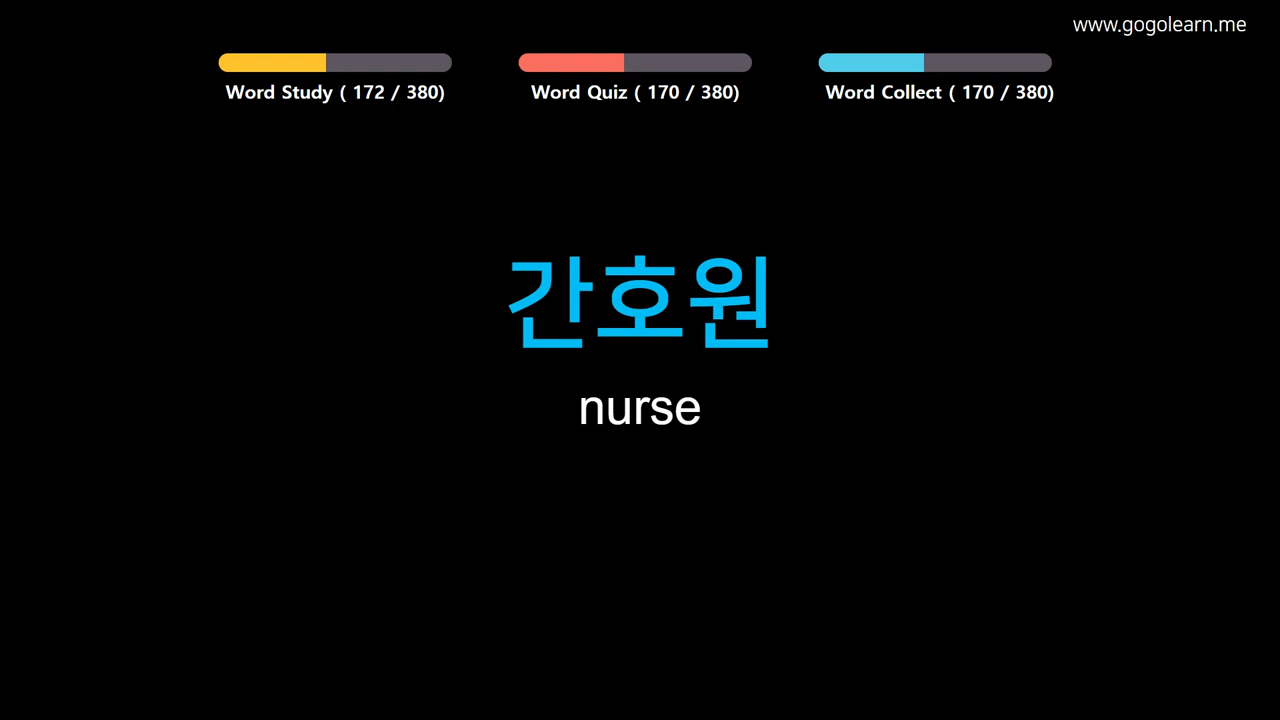 www.gogolearn.me
Word Study ( 172 / 380)
Word Quiz ( 170 / 380)
Word Collect ( 170 / 380)
간호원
nurse